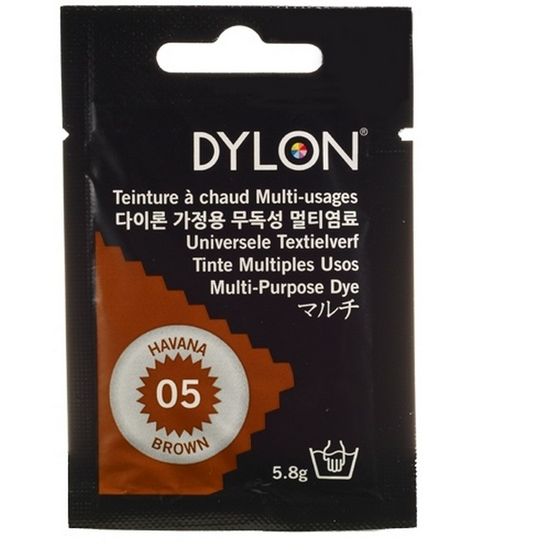 DYLON®
Teinture à chaud Multi-usages
다이론 가정용 무독성 멀티염료
Universele Textielverf
Tinte Multiples Usos
Multi-Purpose Dye
マルチ
HAVANA
05
BROWN
5.8g